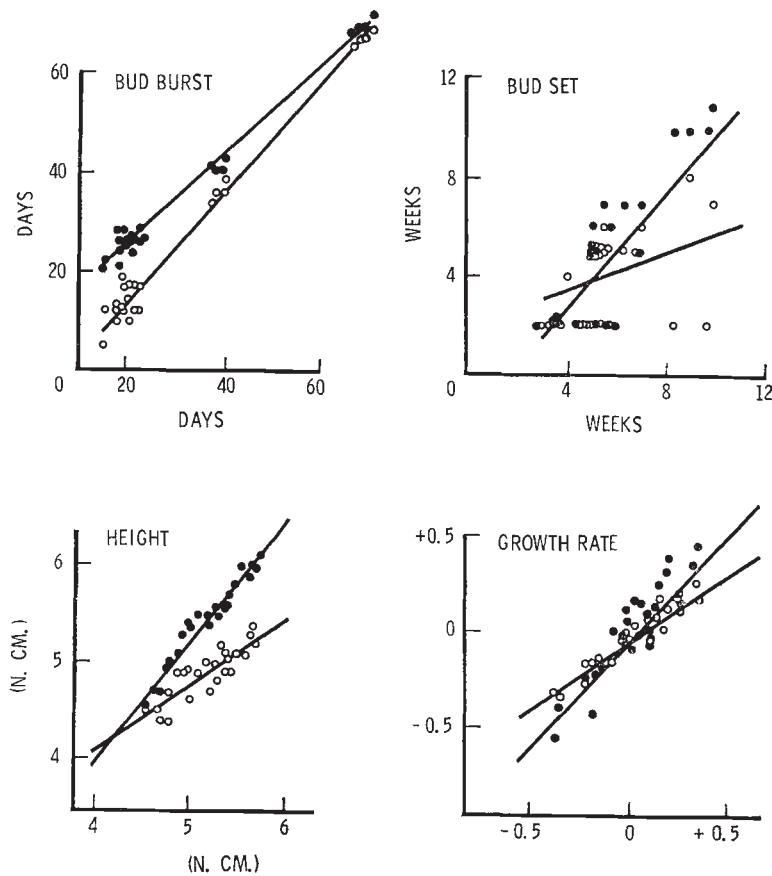 BUD BURST
60
40
20
0
20
40
60
DAYS
DAYS
BUD SET
12
8
4
0
4
8
12
WEEKS
WEEKS
HEIGHT
6
5
4
4
5
6
(N. CM.)
(N. CM.)
GROWTH RATE
+0.5
0
-0.5
-0.5
0
+0.5